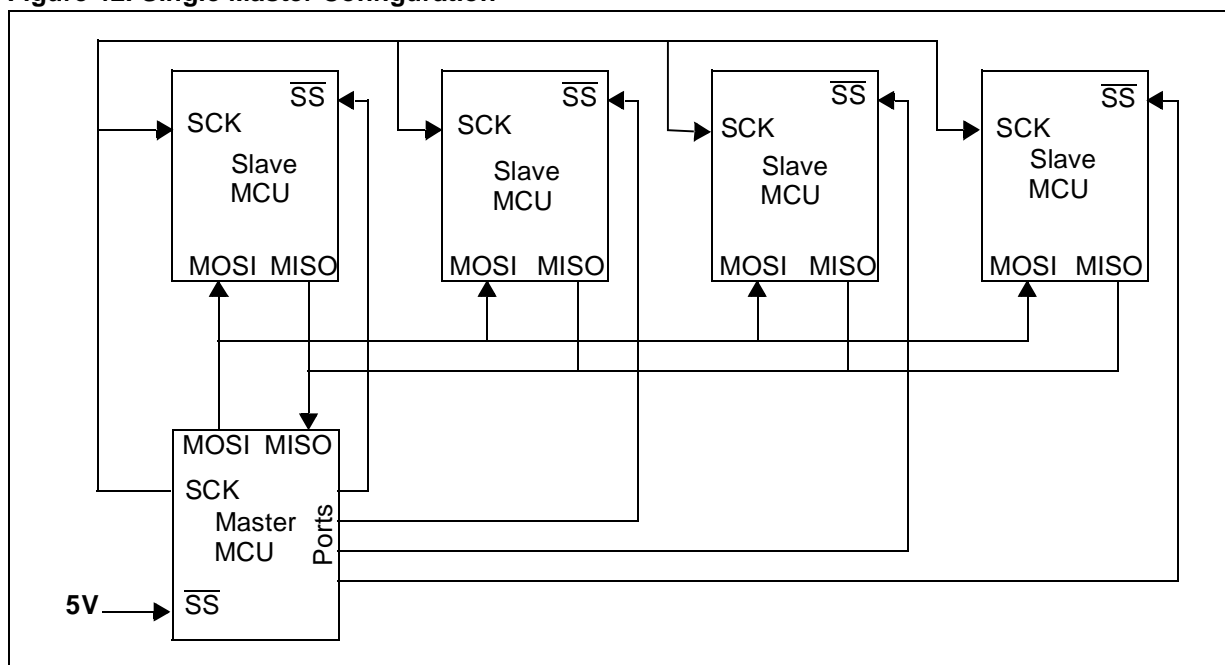 Figure Single Master Configuration
SS SS SS SS
SCK SCK SCK SCK
Slave
MCU
Slave
MCU
Slave
MCU
Slave
MCU
MOSI MISO MOSI MISO MOSI MISO MOSI MISO
MOSI MISO
SCK
Master
MCU
Ports
5V SS